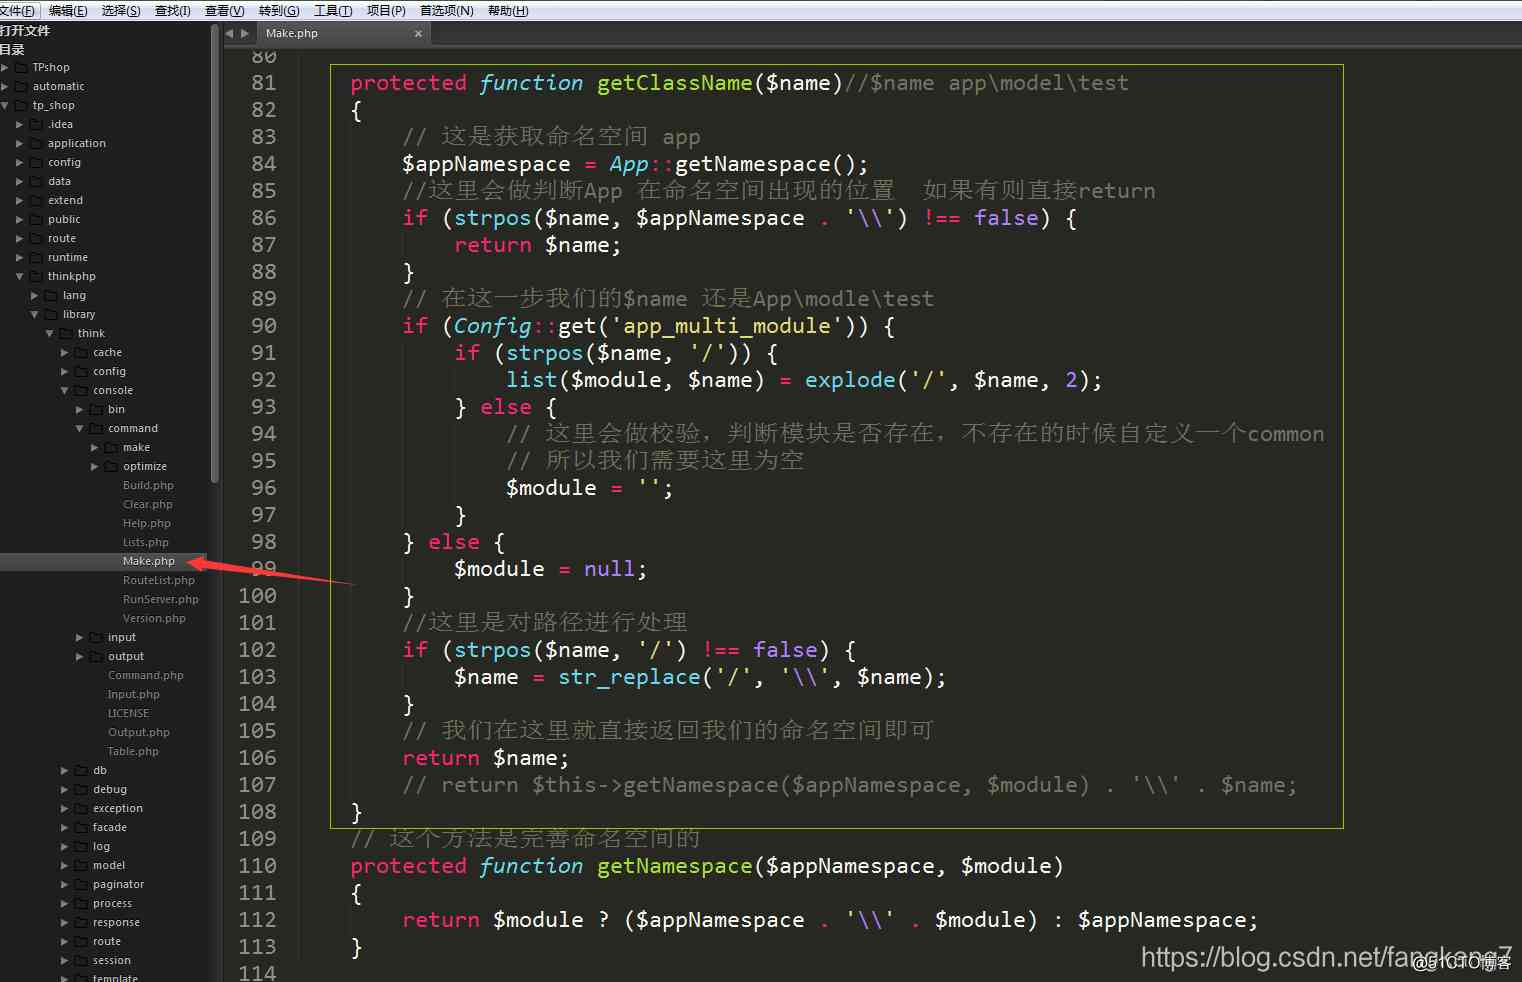 文件(F) 编辑(E) 选择(S) 查找(I) 查看(V) 转到(G) 工具(T) 项目(P) 首选项(N) 帮助(H)
打开文件
目录
TPshop
automatic
tp_shop
.idea
application
config
data
extend
public
route
runtime
thinkphp
lang
library
think
cache
config
console
bin
command
make
optimize
Build.php
Clear.php
Help.php
Lists.php
Make.php
RouteList.php
RunServer.php
Version.php
input
output
Command.php
Input.php
LICENSE
Output.php
Table.php
db
debug
exception
facade
log
model
paginator
process
response
route
session
template
Make.php ×
80
81 protected function getClassName($name)//$name app\model\test
82 {
83 // 这是获取命名空间 app
84 $appNamespace = App::getNamespace();
85 //这里会做判断App 在命名空间出现的位置 如果有则直接return
86 if (strpos($name, $appNamespace . '\\') !== false) {
87 return $name;
88 }
89 // 在这一步我们的$name 还是App\modle\test
90 if (Config::get('app_multi_module')) {
91 if (strpos($name, '/')) {
92 list($module, $name) = explode('/', $name, 2);
93 } else {
94 // 这里会做校验，判断模块是否存在，不存在的时候自定义一个common
95 // 所以我们需要这里为空
96 $module = '';
97 }
98 } else {
99 $module = null;
100 }
101 //这里是对路径进行处理
102 if (strpos($name, '/') !== false) {
103 $name = str_replace('/', '\\', $name);
104 }
105 // 我们在这里就直接返回我们的命名空间即可
106 return $name;
107 // return $this->getNamespace($appNamespace, $module) . '\\' . $name;
108 }
109 // 这个方法是完善命名空间的
110 protected function getNamespace($appNamespace, $module)
111 {
112 return $module ? ($appNamespace . '\\' . $module) : $appNamespace;
113 }
114
https://blog.csdn.net/fangkang7
@51CTO博客